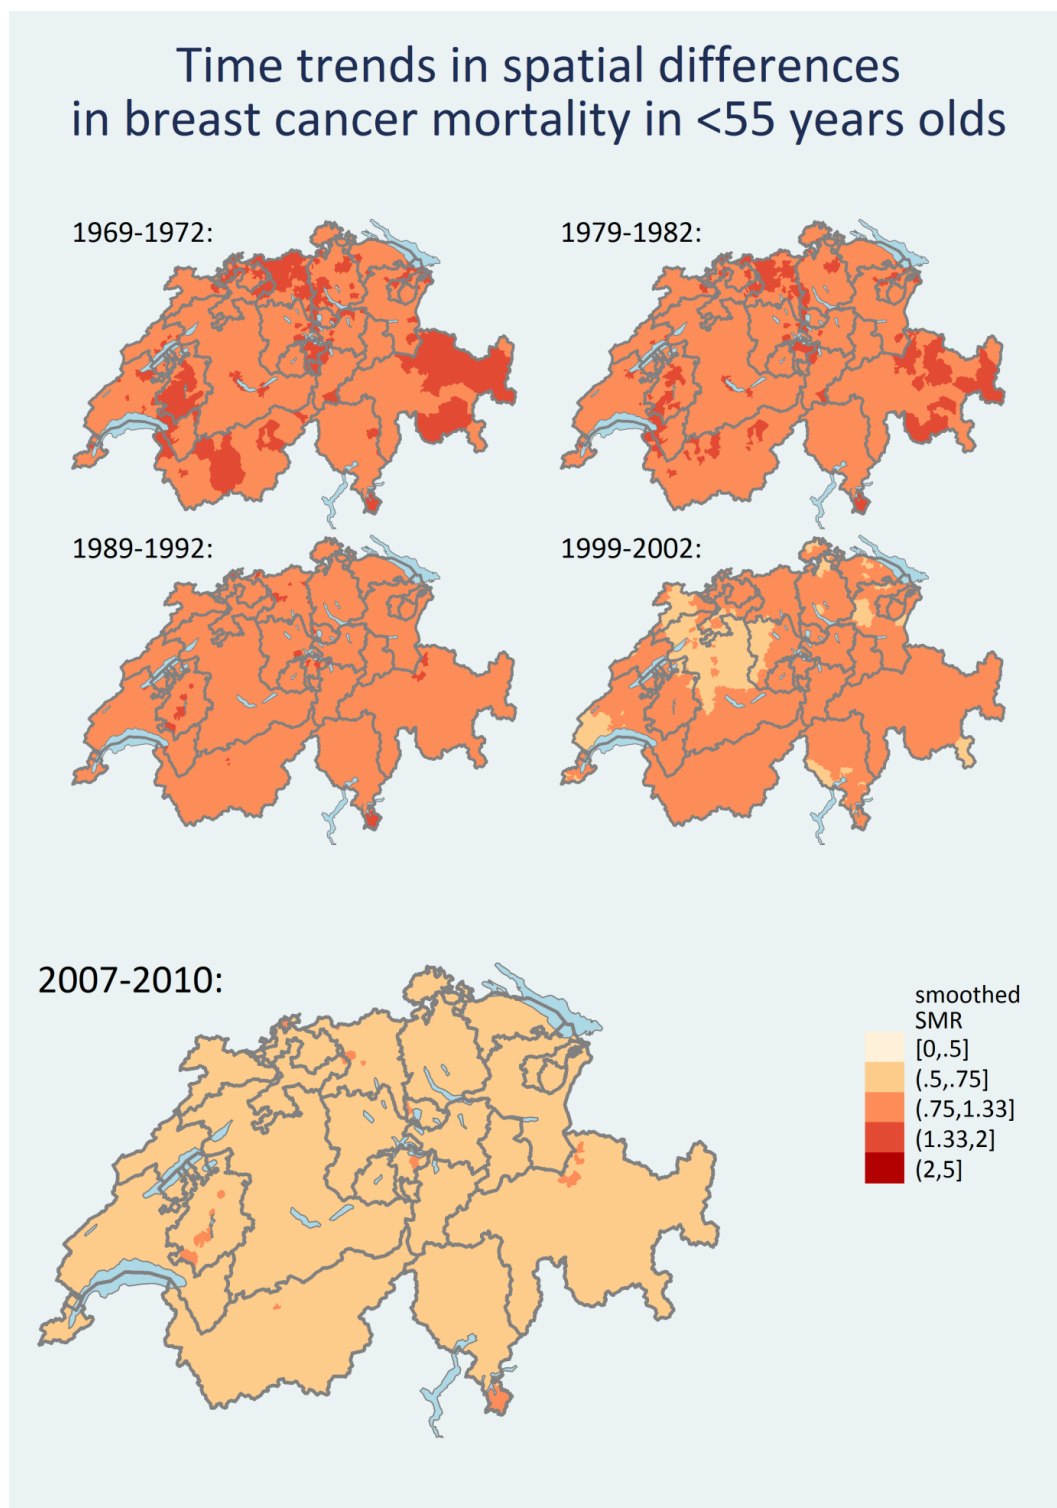 Time trends in spatial differences
in breast cancer mortality in <55 years olds
1969-1972:
1979-1982:
1989-1992:
1999-2002:
2007-2010:
smoothed
SMR
[0,.5]
(.5,.75]
(.75,1.33]
(1.33,2]
(2,5]